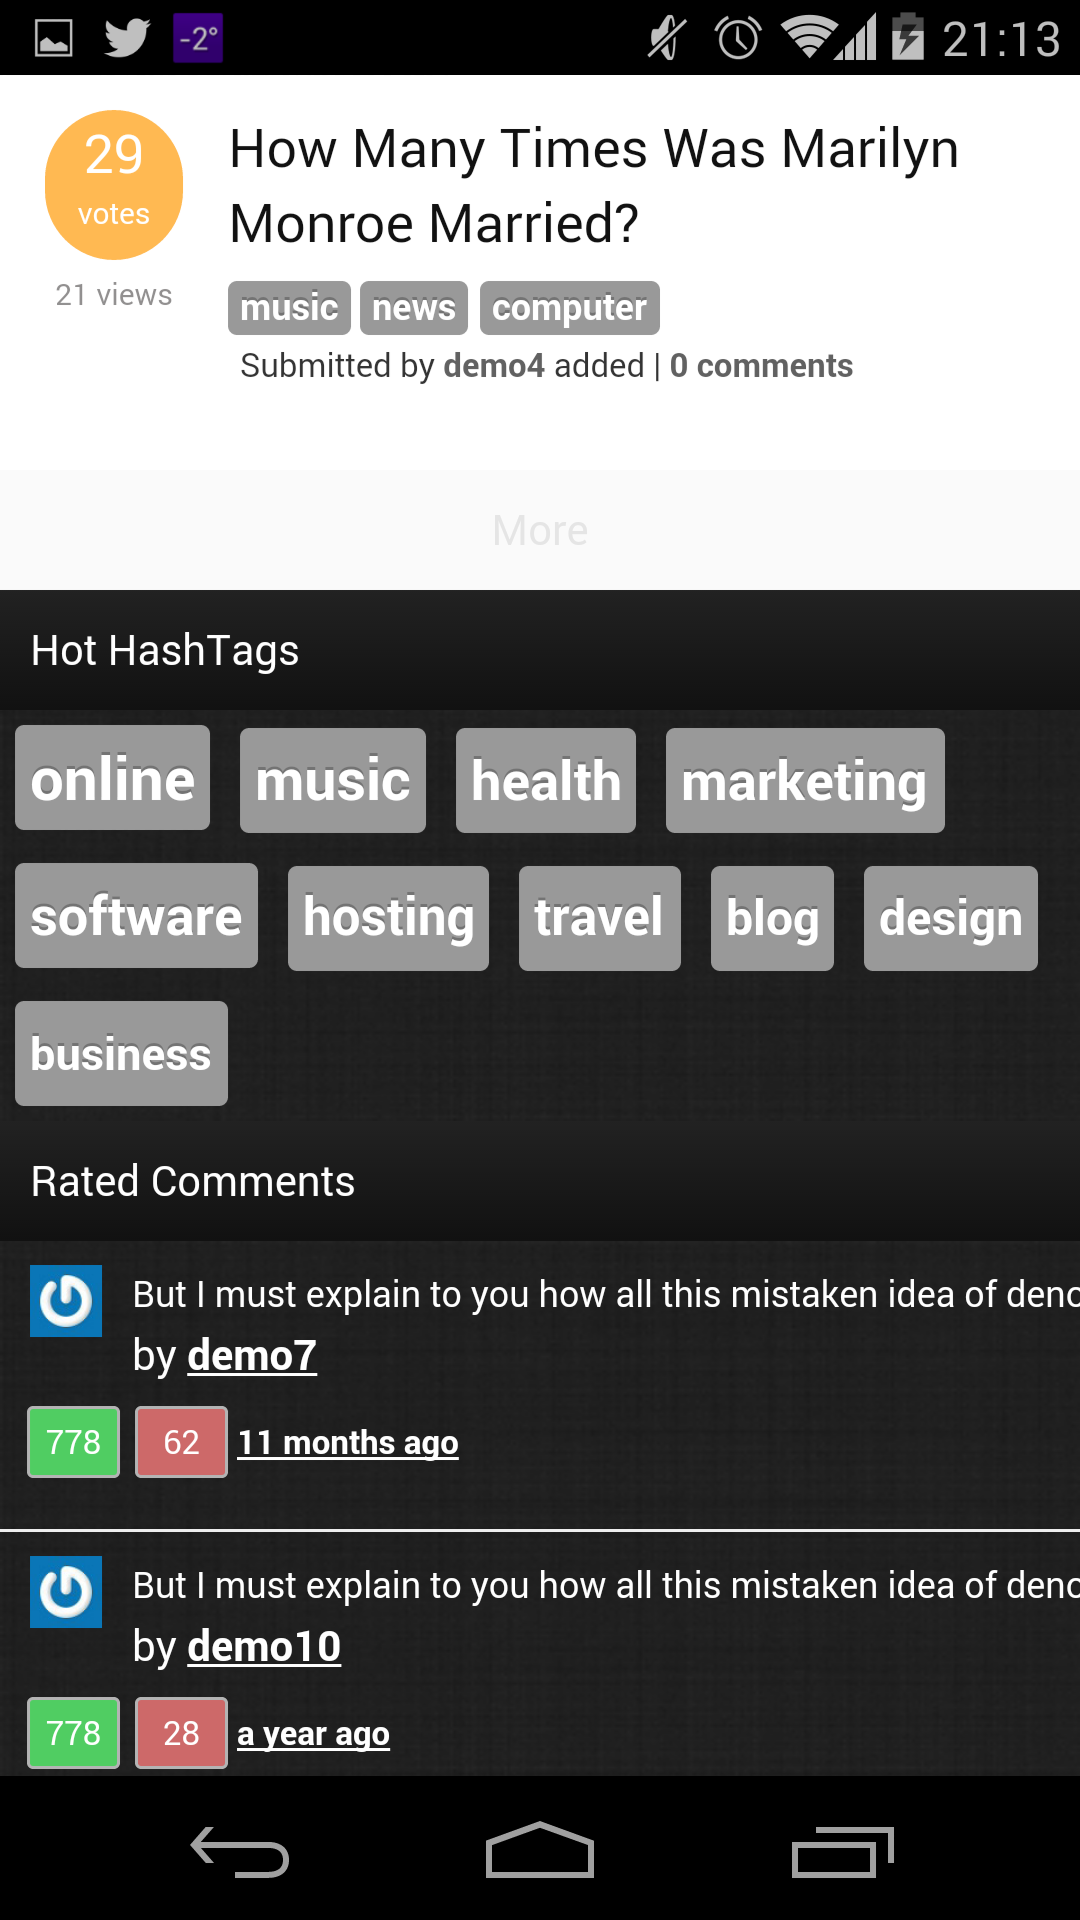 -2°
21:13
29
votes
21 views
How Many Times Was Marilyn
Monroe Married?
music news computer
Submitted by demo4 added | 0 comments
More
Hot HashTags
online music health marketing
software hosting travel blog design
business
Rated Comments
But I must explain to you how all this mistaken idea of deno
by demo7
778 62 11 months ago
But I must explain to you how all this mistaken idea of deno
by demo10
778 28 a year ago